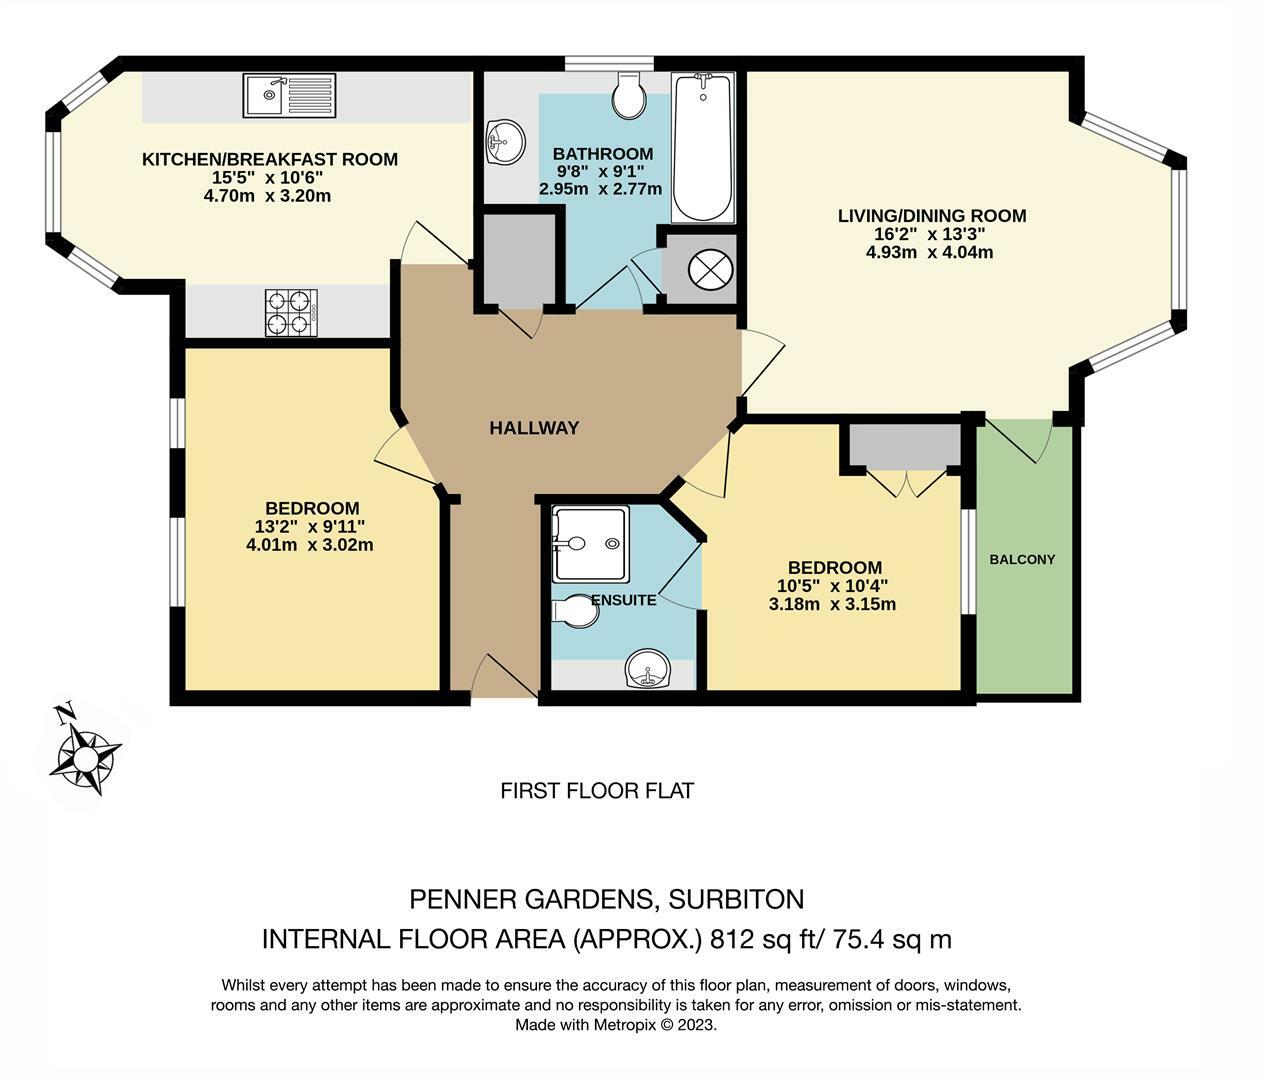 KITCHEN/BREAKFAST ROOM
15'5" x 10'6"
4.70m x 3.20m
BATHROOM
9'8" x 9'1"
2.95m x 2.77m
LIVING/DINING ROOM
16'2" x 13'3"
4.93m x 4.04m
HALLWAY
BEDROOM
13'2" x 9'11"
4.01m x 3.02m
ENSUITE
BEDROOM
10'5" x 10'4"
3.18m x 3.15m
BALCONY
N
FIRST FLOOR FLAT
PENNER GARDENS, SURBITON
INTERNAL FLOOR AREA (APPROX.) 812 sq ft/ 75.4 sq m
Whilst every attempt has been made to ensure the accuracy of this floor plan, measurement of doors, windows,
rooms and any other items are approximate and no responsibility is taken for any error, omission or mis-statement.
Made with Metropix © 2023.